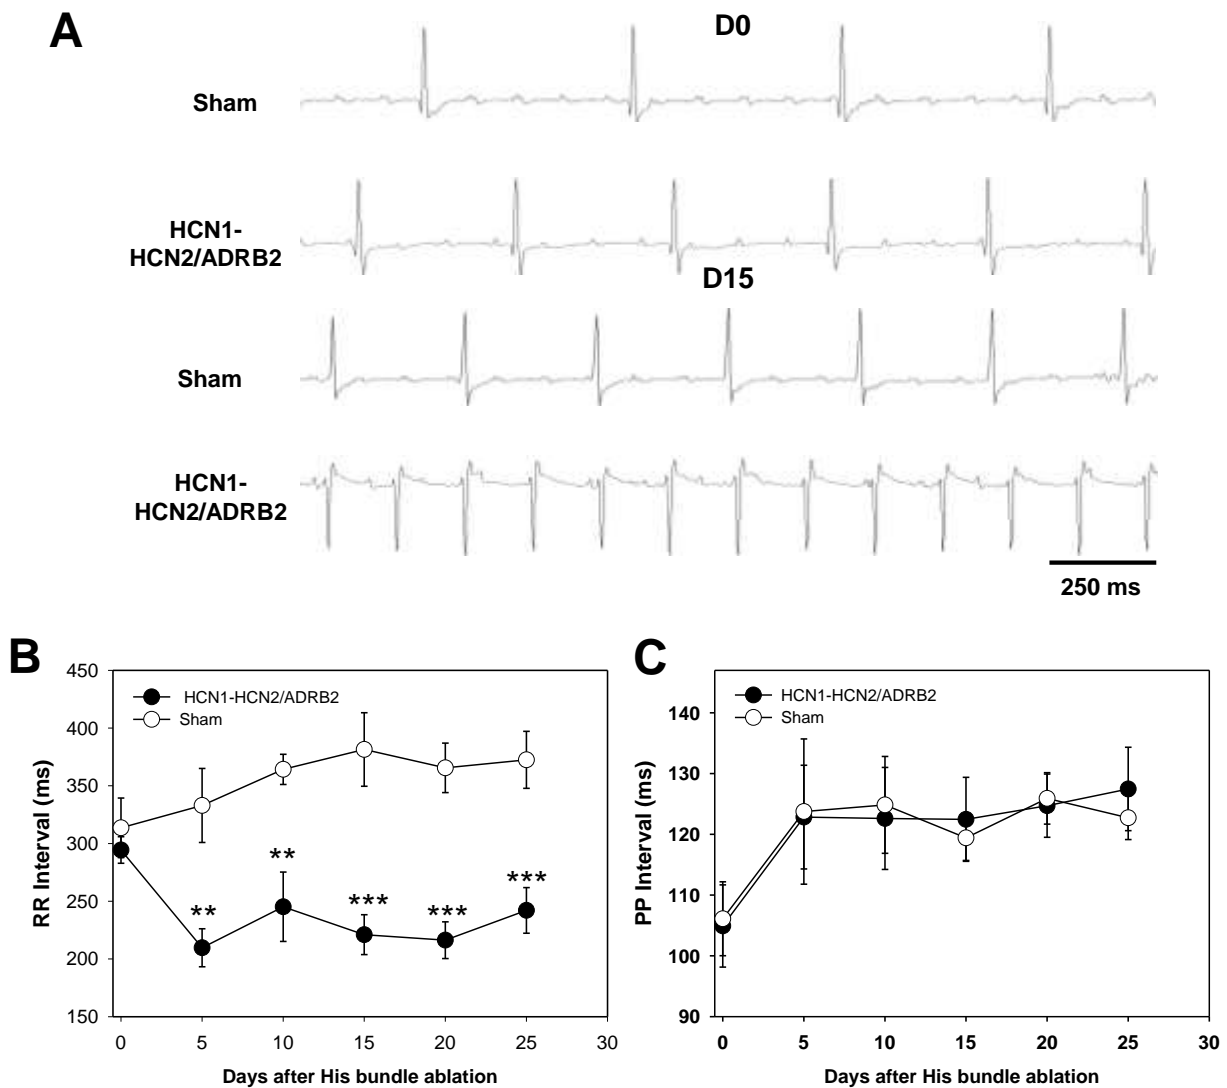 A
D0
Sham
HCN1-
HCN2/ADRB2
D15
Sham
HCN1-
HCN2/ADRB2
250 ms
B
450
400
350
300
250
200
150
RR Interval (ms)
HCN1-HCN2/ADRB2
Sham
**
**
***
***
***
0 5 10 15 20 25 30
Days after His bundle ablation
C
140
130
120
110
100
90
PP Interval (ms)
HCN1-HCN2/ADRB2
Sham
0 5 10 15 20 25 30
Days after His bundle ablation